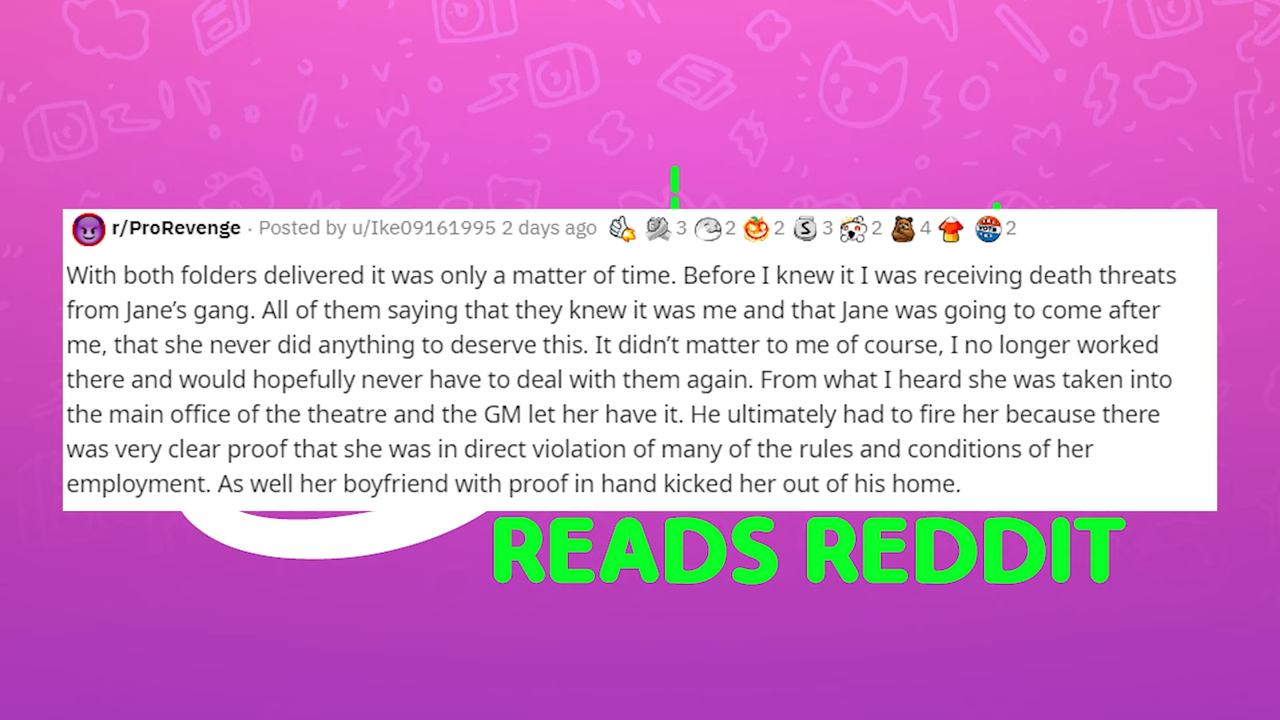 r/ProRevenge · Posted by u/Ike09161995 2 days ago 3 2 2 S 3 2 4 VOTE 2
With both folders delivered it was only a matter of time. Before I knew it I was receiving death threats
from Jane’s gang. All of them saying that they knew it was me and that Jane was going to come after
me, that she never did anything to deserve this. It didn’t matter to me of course, I no longer worked
there and would hopefully never have to deal with them again. From what I heard she was taken into
the main office of the theatre and the GM let her have it. He ultimately had to fire her because there
was very clear proof that she was in direct violation of many of the rules and conditions of her
employment. As well her boyfriend with proof in hand kicked her out of his home.
READS REDDIT